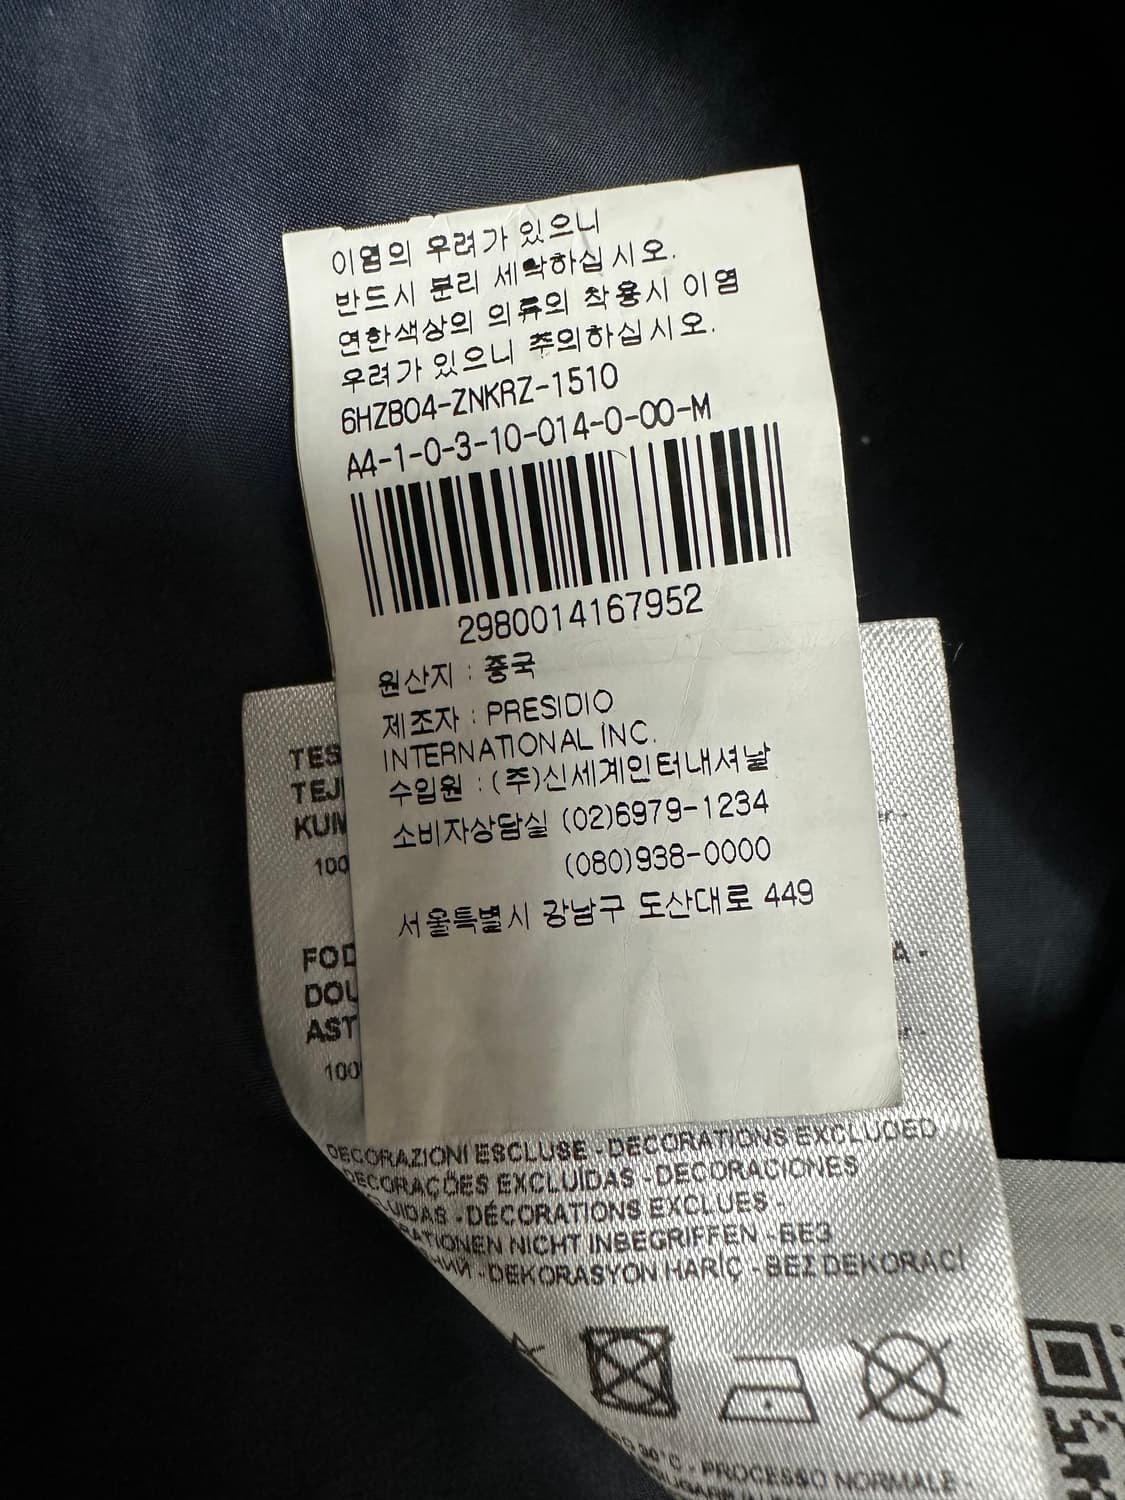 이염의 우려가 있으니
반드시 분리 세탁하십시오.
연한색상의 의류의 착용시 이염
우려가 있으니 주의하십시오.
6HZB04-ZNKRZ-1510
A4-1-0-3-10-014-0-00-M
2980014167952
원산지 : 중국
제조자 : PRESIDIO
INTERNATIONAL INC.
수입원 : (주)신세계인터내셔날
소비자상담실 (02)6979-1234
(080)938-0000
서울특별시 강남구 도산대로 449
TES
TEJ
KUM
100
FOD
DOU
AST
100
DECORAZIONI ESCLUSE - DECORATIONS EXCLUDED
DECORAÇÕES EXCLUÍDAS - DECORACIONES
LUIDAS - DÉCORATIONS EXCLUES -
RATIONEN NICHT INBEGRIFFEN - БЕЗ
ЕНИЙ - DEKORASYON HARİÇ - BEZ DEKORACÍ
30°C - PROCESSO NORMALE -